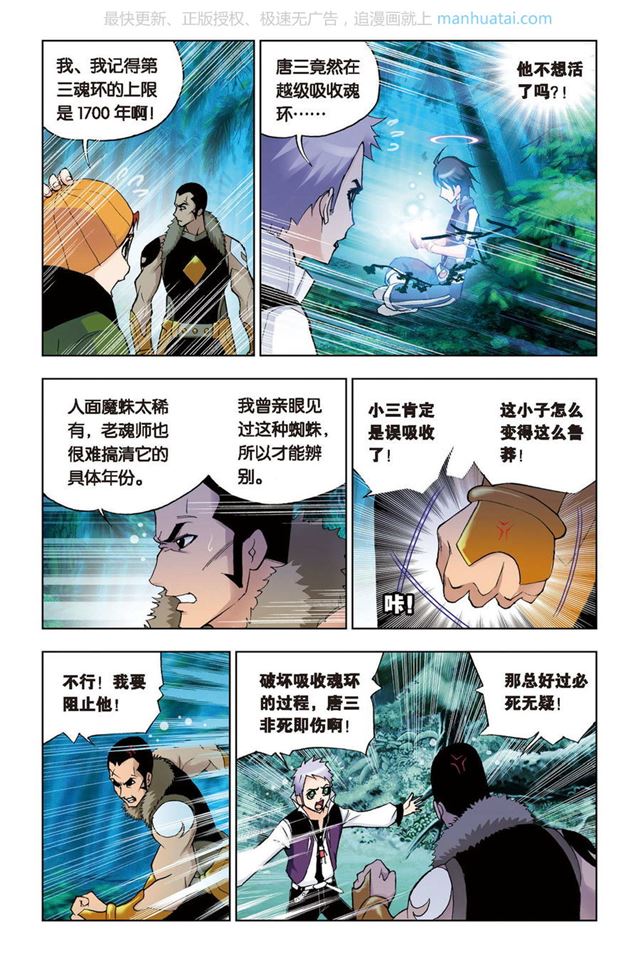 最快更新、正版授权、极速无广告，追漫画就上 manhuatai.com
我、我记得第
三魂环的上限
是1700年啊！
唐三竟然在
越级吸收魂
环……
他不想活
了吗？！
人面魔蛛太稀
有，老魂师也
很难搞清它的
具体年份。
我曾亲眼见
过这种蜘蛛，
所以才能辨
别。
小三肯定
是误吸收
了！
这小子怎么
变得这么鲁
莽！
咔！
不行！我要
阻止他！
破坏吸收魂环
的过程，唐三
非死即伤啊！
那总好过必
死无疑！